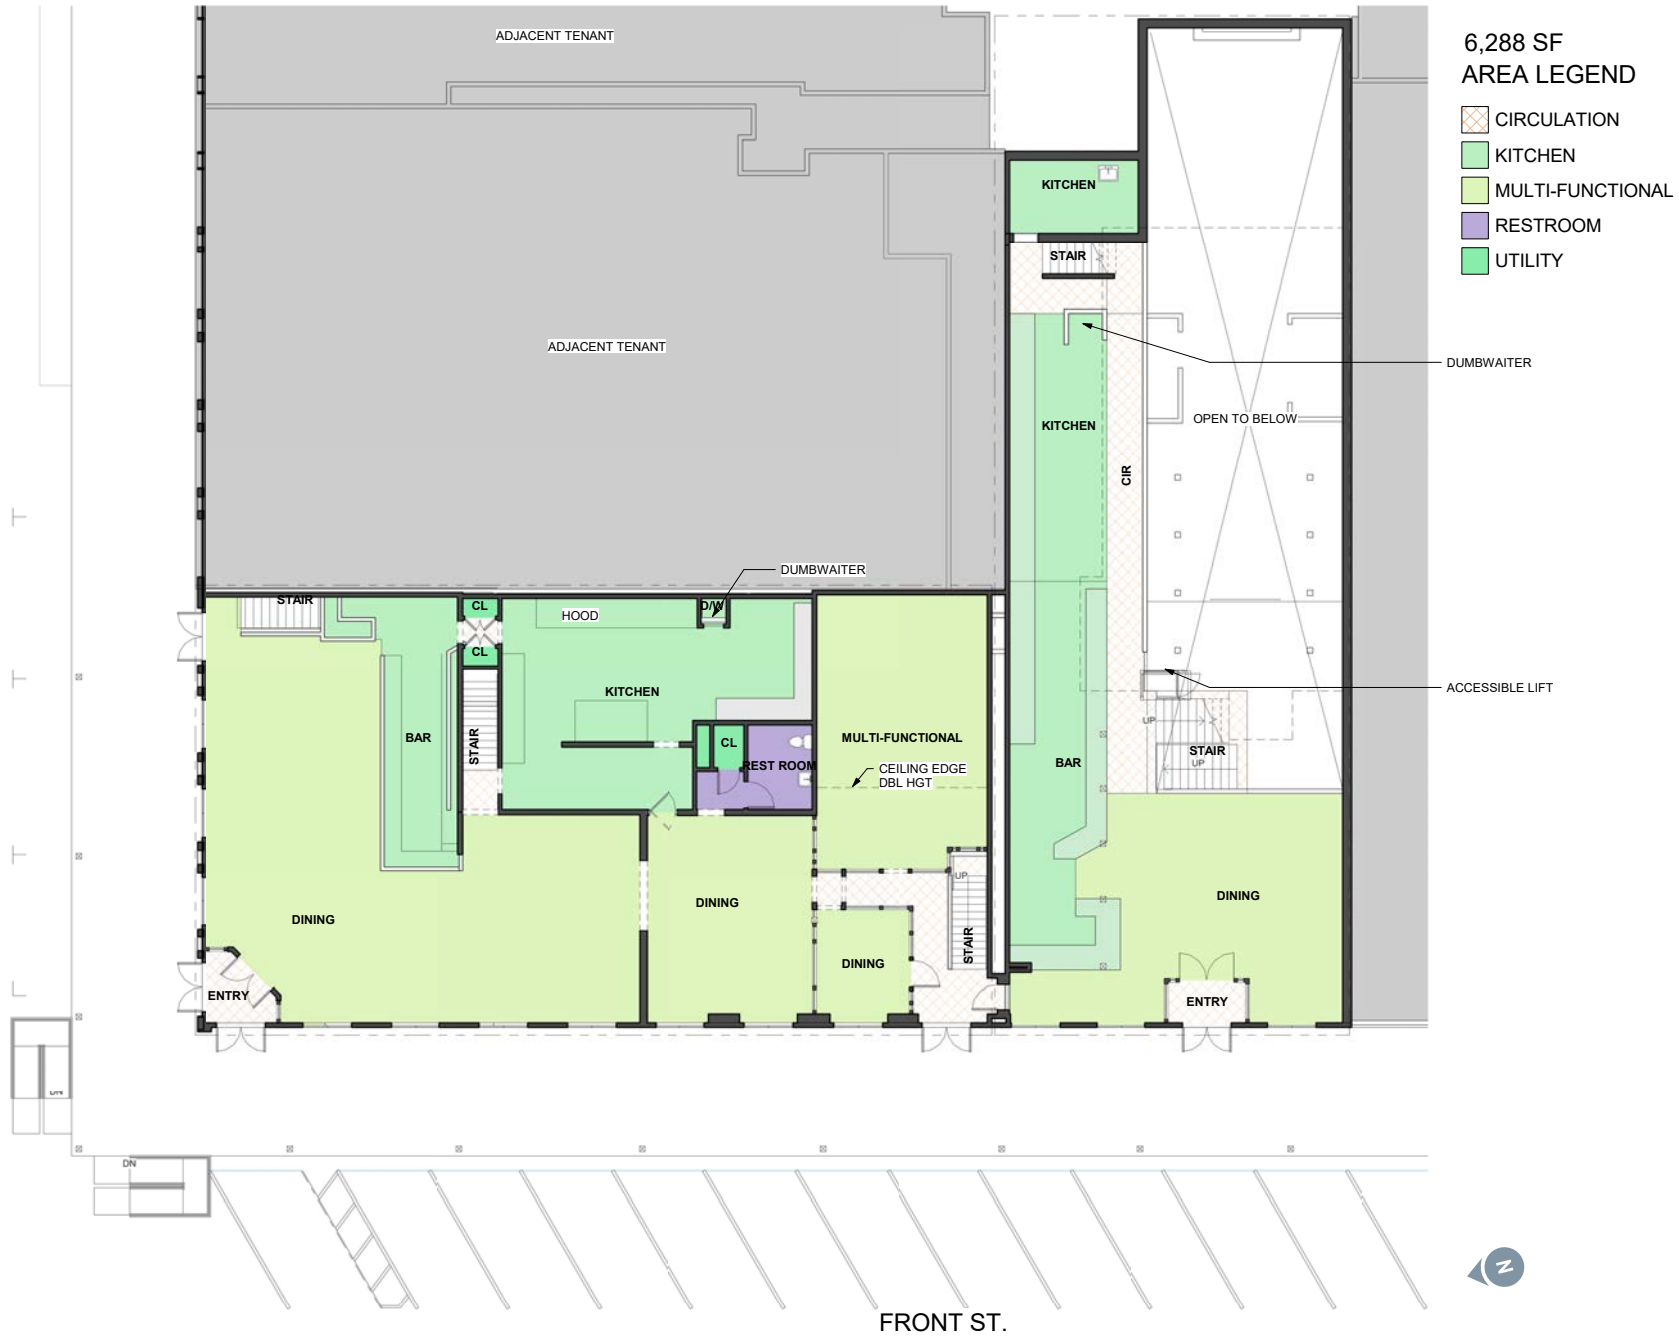 ADJACENT TENANT
6,288 SF
AREA LEGEND
CIRCULATION
KITCHEN
MULTI-FUNCTIONAL
RESTROOM
UTILITY
KITCHEN
STAIR
ADJACENT TENANT
DUMBWAITER
KITCHEN
OPEN TO BELOW
CIR
DUMBWAITER
STAIR
CL
HOOD
D/W
CL
KITCHEN
ACCESSIBLE LIFT
BAR
STAIR
CL
REST ROOM
MULTI-FUNCTIONAL
CEILING EDGE
DBL HGT
BAR
UP
STAIR
UP
UP
DINING
DINING
DINING
STAIR
DINING
ENTRY
ENTRY
DN
DN
N
FRONT ST.